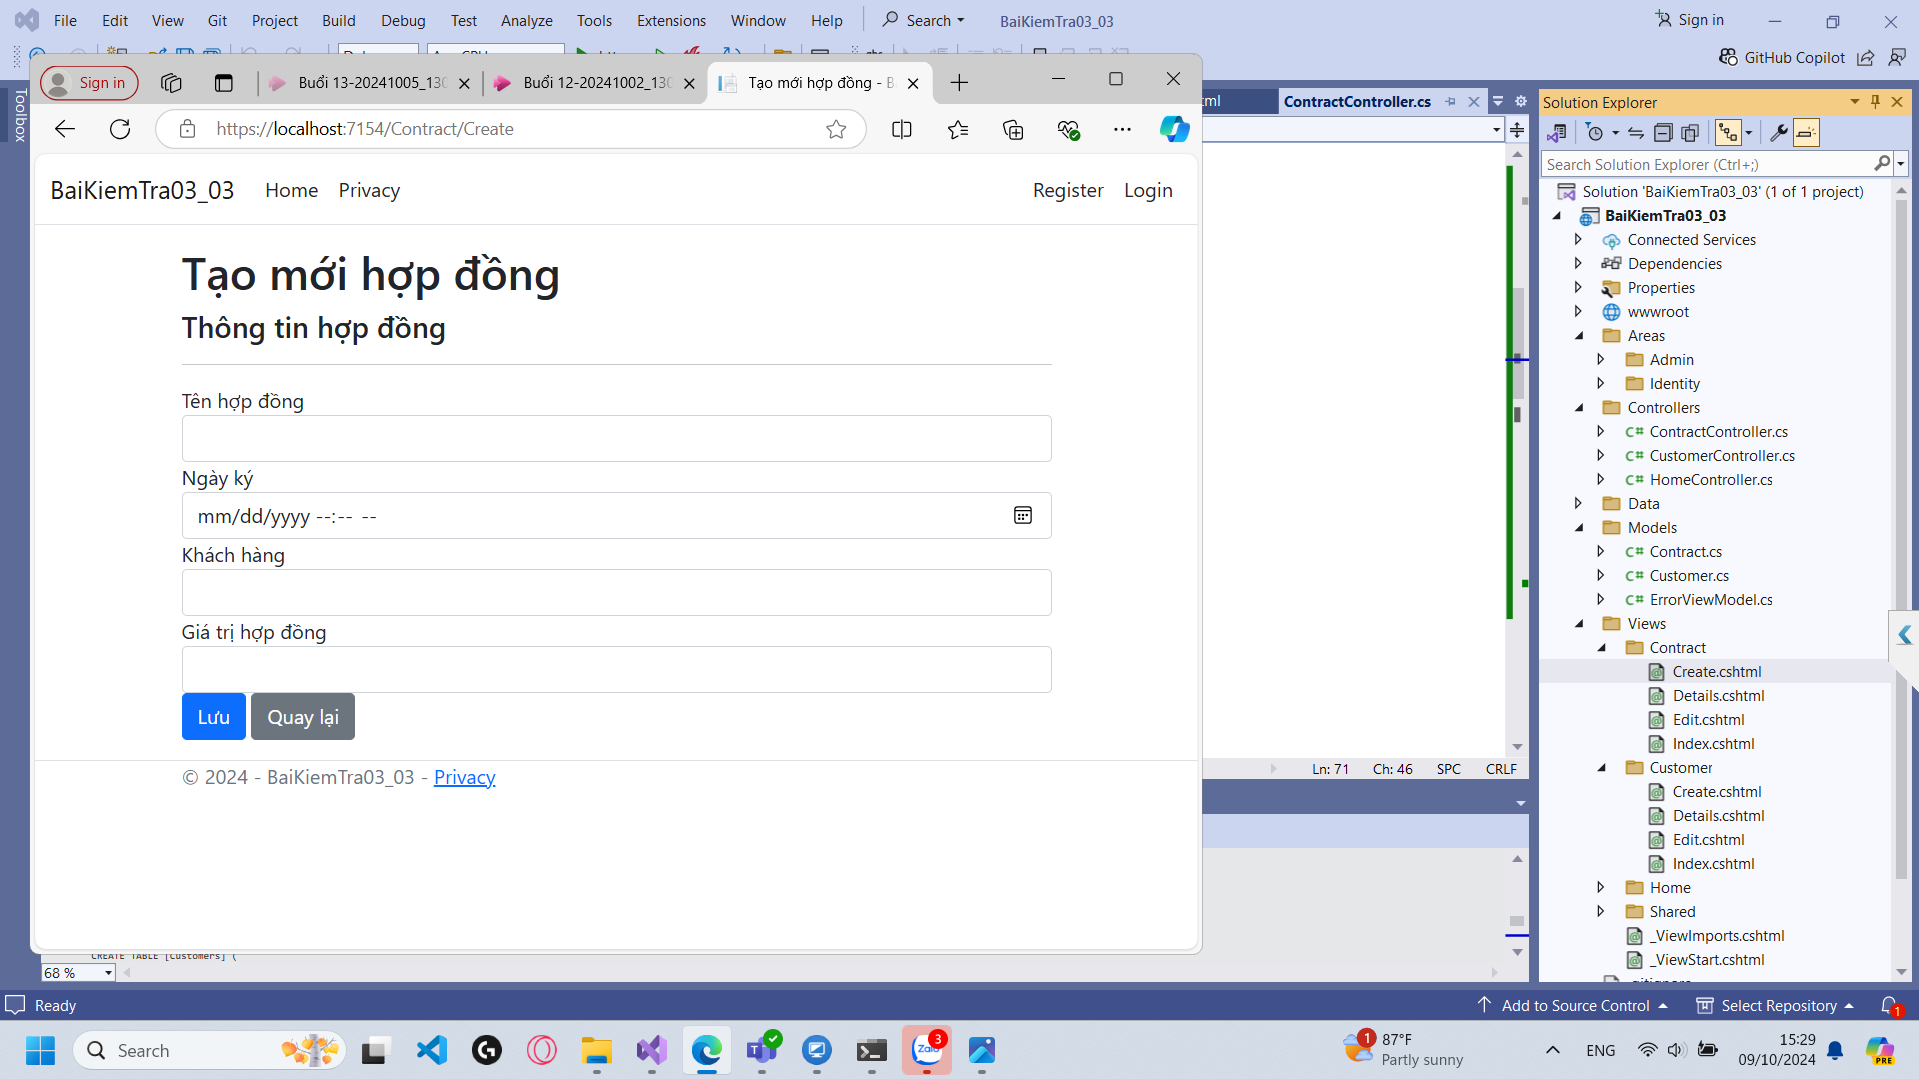 File Edit View Git Project Build Debug Test Analyze Tools Extensions Window Help Search BaiKiemTra03_03 Sign in
GitHub Copilot
Toolbox
Sign in Buổi 13-20241005_130 Buổi 12-20241002_130 Tạo mới hợp đồng - B
ContractController.cs
https://localhost:7154/Contract/Create
BaiKiemTra03_03 Home Privacy Register Login
Tạo mới hợp đồng
Thông tin hợp đồng
Tên hợp đồng
Ngày ký
mm/dd/yyyy --:-- --
Khách hàng
Giá trị hợp đồng
Lưu Quay lại
© 2024 - BaiKiemTra03_03 - Privacy
Ln: 71 Ch: 46 SPC CRLF
CREATE TABLE [Customers] (
68 %
Solution Explorer
Search Solution Explorer (Ctrl+;)
Solution 'BaiKiemTra03_03' (1 of 1 project)
BaiKiemTra03_03
Connected Services
Dependencies
Properties
wwwroot
Areas
Admin
Identity
Controllers
C# ContractController.cs
C# CustomerController.cs
C# HomeController.cs
Data
Models
C# Contract.cs
C# Customer.cs
C# ErrorViewModel.cs
Views
Contract
Create.cshtml
Details.cshtml
Edit.cshtml
Index.cshtml
Customer
Create.cshtml
Details.cshtml
Edit.cshtml
Index.cshtml
Home
Shared
_ViewImports.cshtml
_ViewStart.cshtml
Ready Add to Source Control Select Repository 1
Search Zalo 3 1 87°F
Partly sunny
ENG
15:29
09/10/2024
PRE